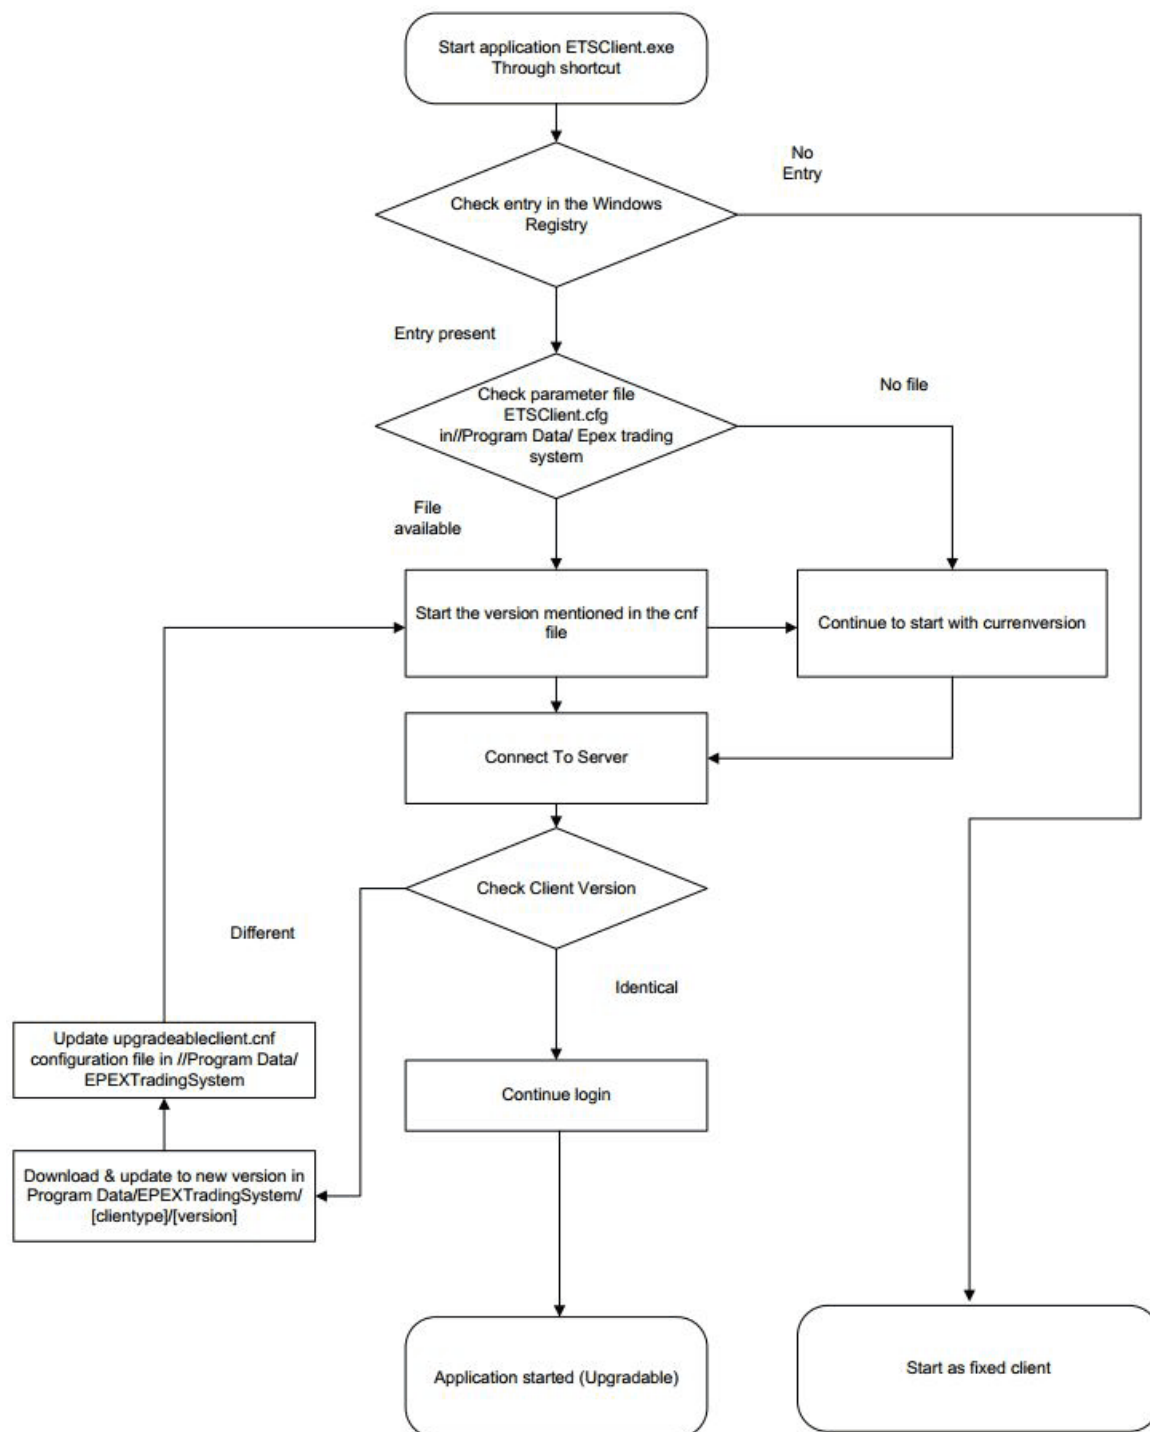 Start application ETSClient.exe
Through shortcut
No
Entry
Check entry in the Windows
Registry
Entry present
Check parameter file
ETSClient.cfg
in//Program Data/ Epex trading
system
No file
File
available
Start the version mentioned in the cnf
file
Continue to start with currenversion
Connect To Server
Check Client Version
Different
Identical
Update upgradeableclient.cnf
configuration file in //Program Data/
EPEXTradingSystem
Continue login
Download & update to new version in
Program Data/EPEXTradingSystem/
[clientype]/[version]
Application started (Upgradable)
Start as fixed client